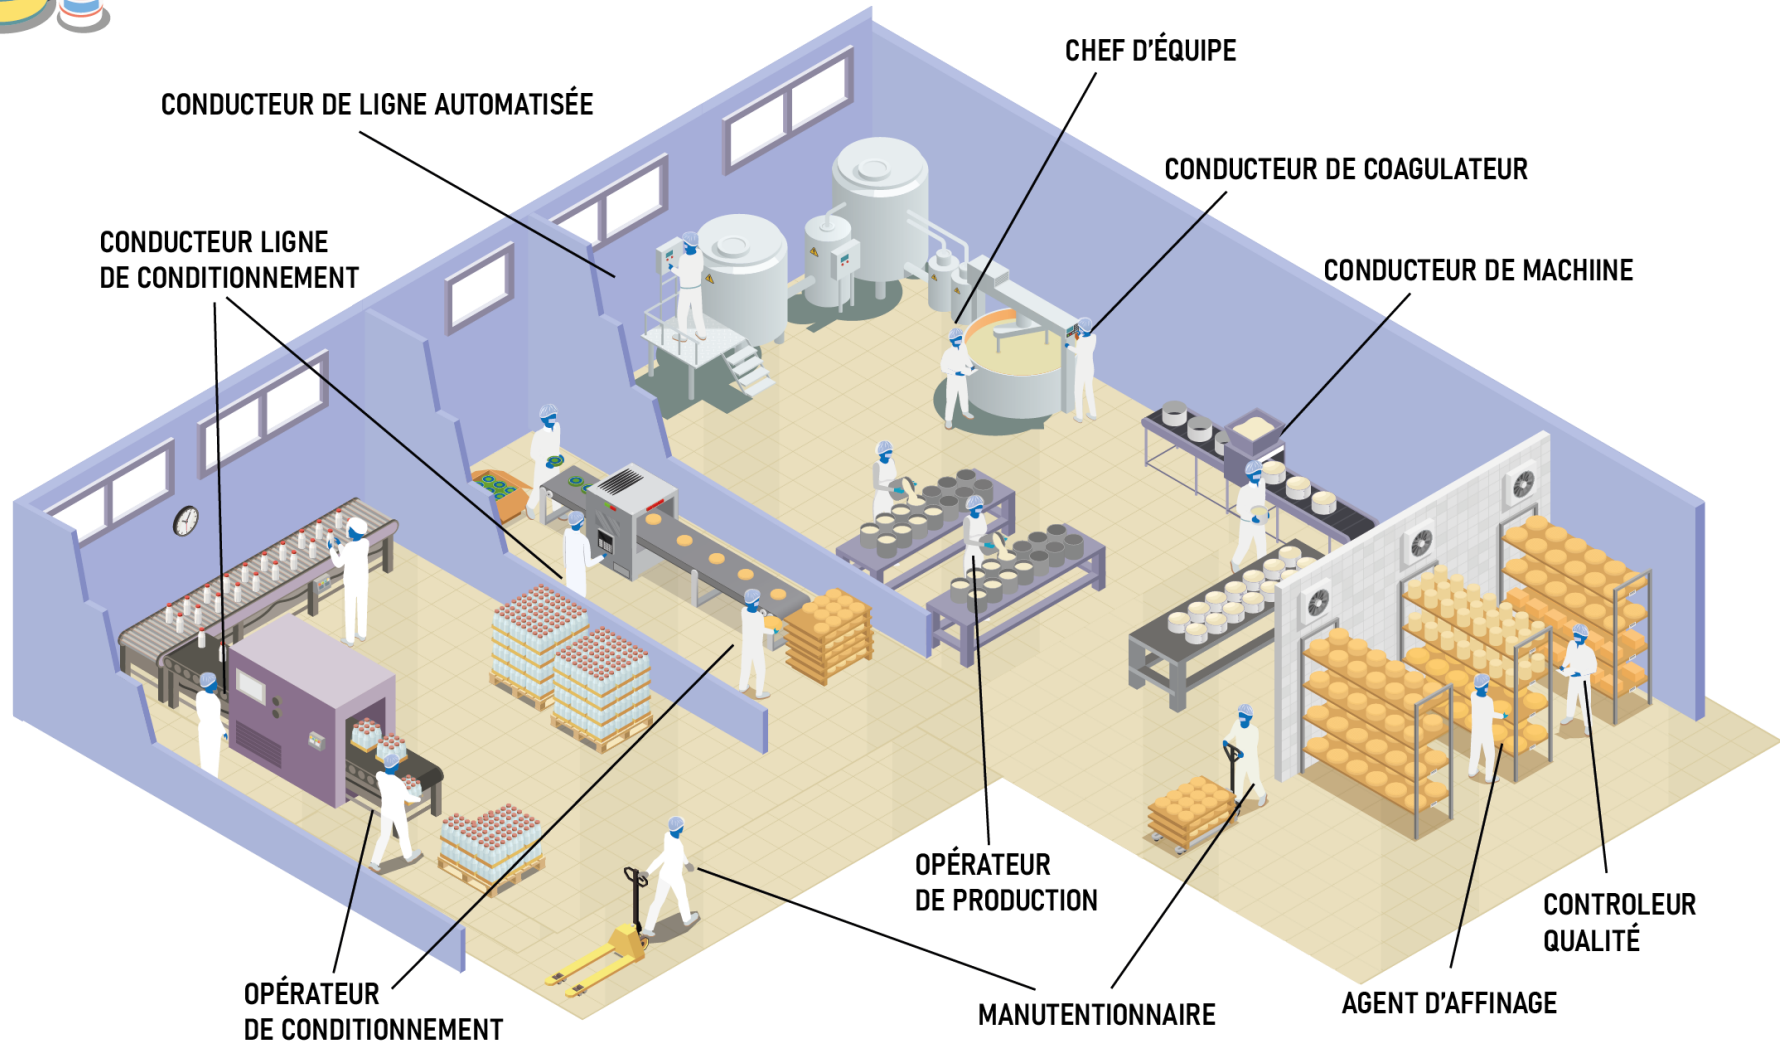 CHEF D'ÉQUIPE
CONDUCTEUR DE LIGNE AUTOMATISÉE
CONDUCTEUR DE COAGULATEUR
CONDUCTEUR LIGNE
DE CONDITIONNEMENT
CONDUCTEUR DE MACHIINE
OPÉRATEUR
DE PRODUCTION
CONTROLEUR
QUALITÉ
OPÉRATEUR
DE CONDITIONNEMENT
MANUTENTIONNAIRE
AGENT D'AFFINAGE